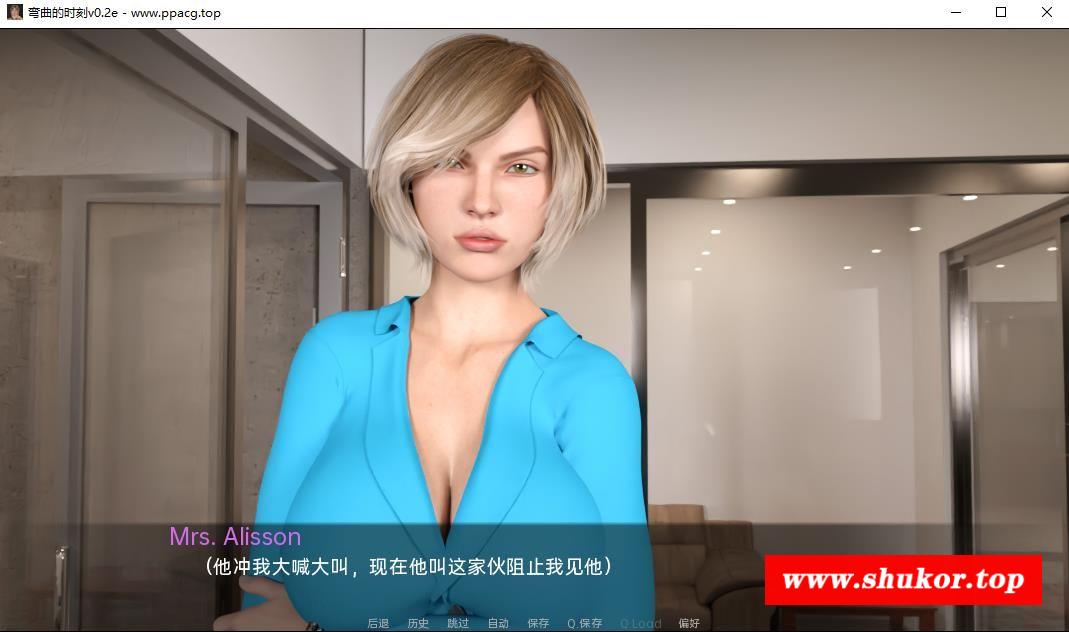 弯曲的时刻v0.2e - www.ppacg.top
Mrs. Alisson
(他冲我大喊大叫，现在他叫这家伙阻止我见他)
www.shukor.top
后退 历史 跳过 自动 保存 Q.保存 Q.Load 偏好